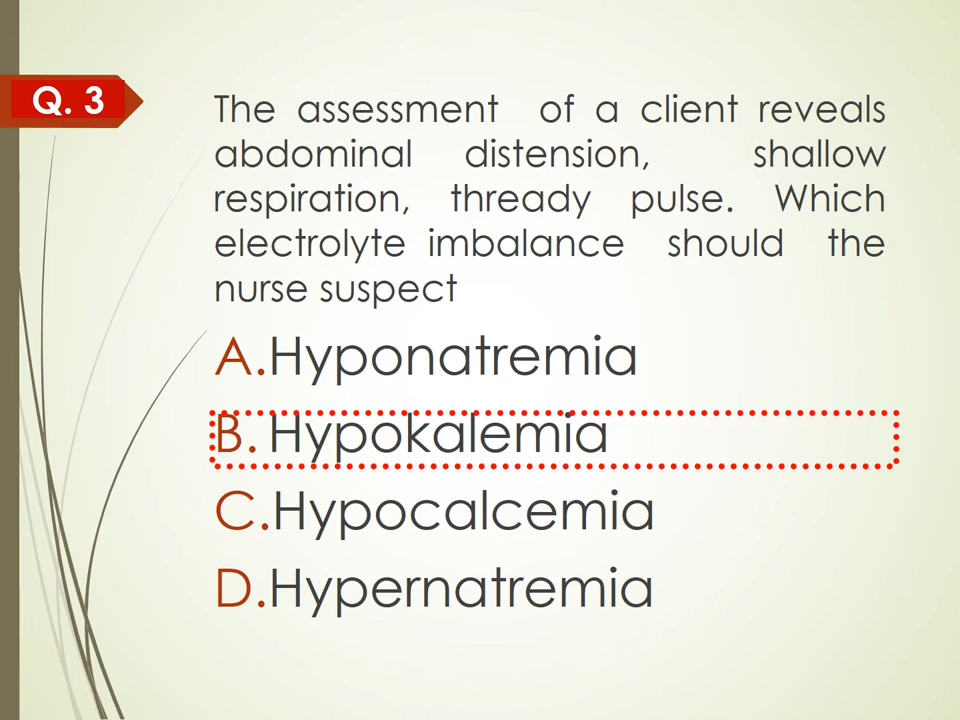 Q. 3
The assessment of a client reveals
abdominal distension, shallow
respiration, thready pulse. Which
electrolyte imbalance should the
nurse suspect
A.Hyponatremia
B. Hypokalemia
C.Hypocalcemia
D.Hypernatremia